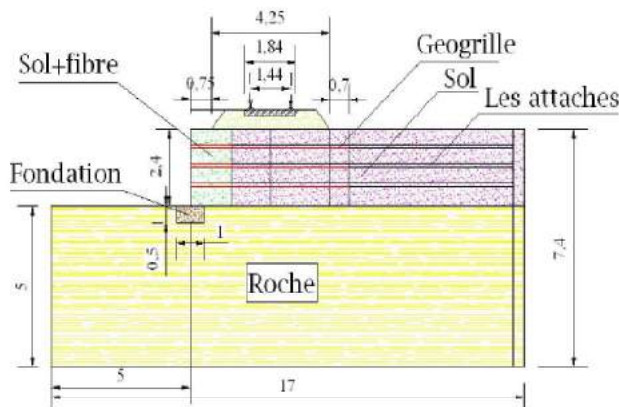 4,25
1,84
1,44
0,75
0,7
Geogrille
Sol+fibre
Sol
Les attaches
2,4
Fondation
1
1
0,5
5
Roche
7,4
5
17